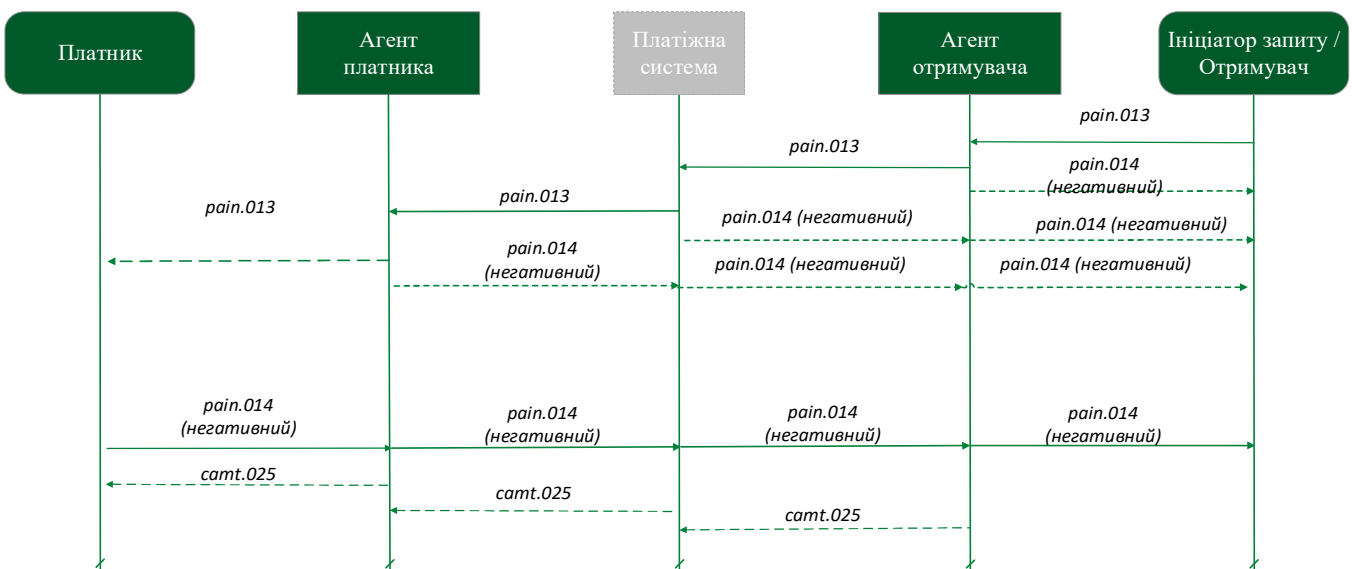 Платник
Агент
платника
Платіжна
система
Агент
отримувача
Ініціатор запиту /
Отримувач
pain.013
pain.013
pain.014
(негативний)
pain.013
pain.013
pain.014 (негативний)
pain.014 (негативний)
pain.014
(негативний)
pain.014 (негативний)
pain.014 (негативний)
pain.014
(негативний)
pain.014
(негативний)
pain.014
(негативний)
pain.014
(негативний)
camt.025
camt.025
camt.025